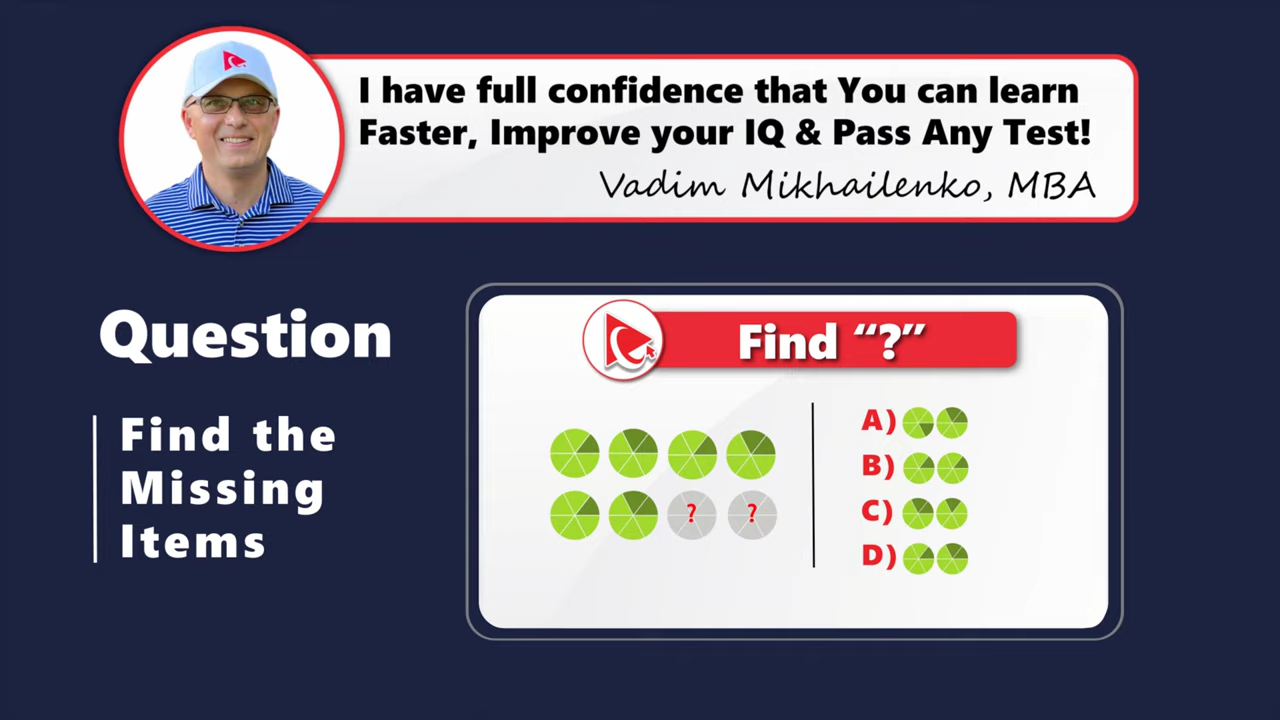 I have full confidence that You can learn
Faster, Improve your IQ & Pass Any Test!
Vadim Mikhailenko, MBA
Question
Find the
Missing
Items
Find “?”
? ?
A)
B)
C)
D)